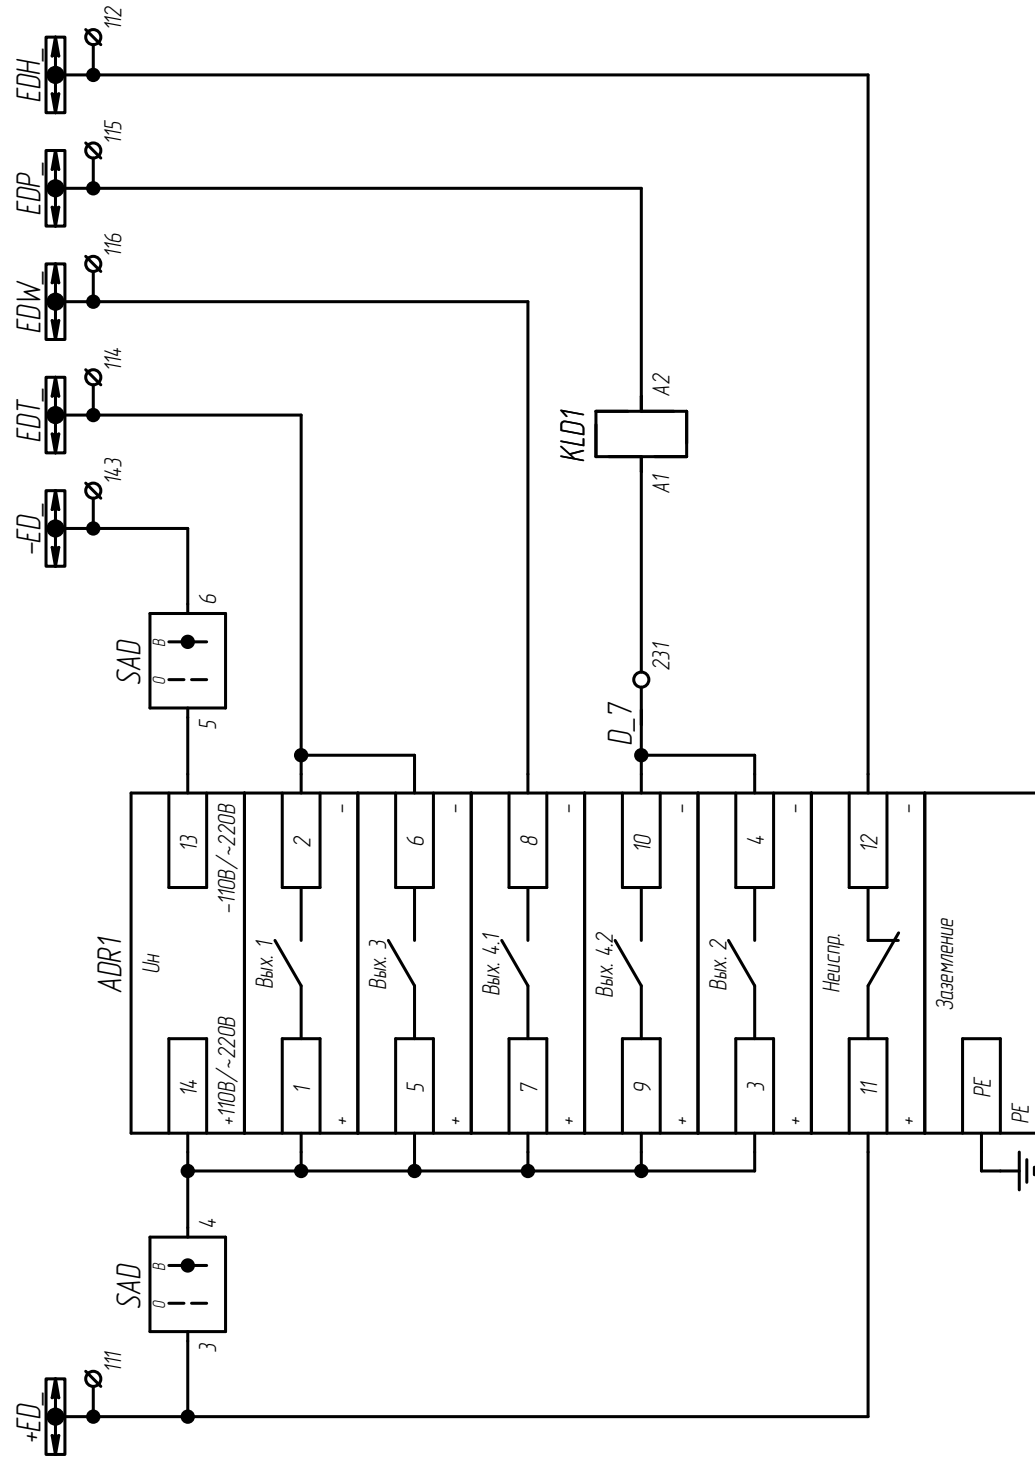 +ED_
-ED_
EDT_
EDW_
EDP_
EDH_
111
143
114
116
115
112
SAD
O
В
3
4
ADR1
Uн
14
13
+110В/~220В
-110В/~220В
SAD
O
В
5
6
Вых. 1
1
2
+
-
Вых. 3
5
6
+
-
Вых. 4.1
7
8
+
-
Вых. 4.2
9
10
+
-
D_7
231
KLD1
A1
A2
Вых. 2
3
4
+
-
Неиспр.
11
12
+
-
Заземление
PE
PE